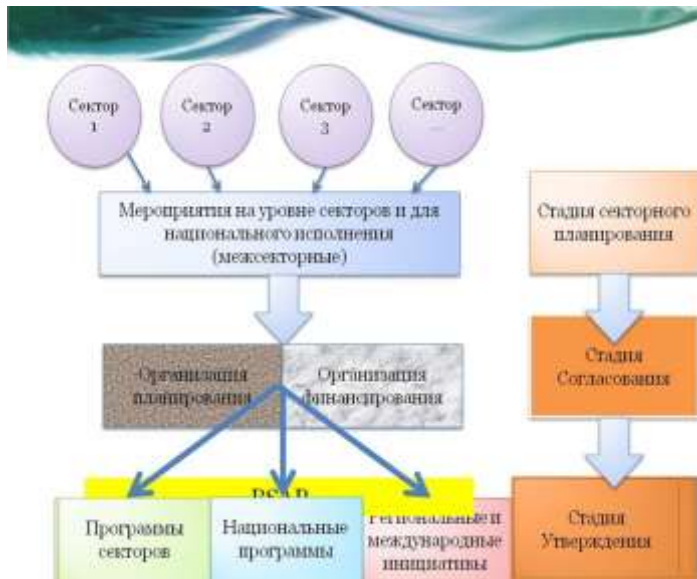 Сектор
1
Сектор
2
Сектор
3
Сектор
...
Мероприятия на уровне секторов и для
национального исполнения
(межсекторные)
Стадия секторного
планирования
Организация
планирования
Организация
финансирования
Стадия
Согласования
Программы
секторов
Национальные
программы
Региональные и
международные
инициативы
Стадия
Утверждения